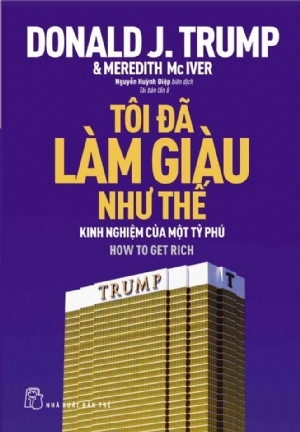 DONALD J. TRUMP
& MEREDITH Mc IVER
Nguyễn Huỳnh Điệp biên dịch
Tái bản lần 8
TÔI ĐÃ
LÀM GIÀU
NHƯ THẾ
KINH NGHIỆM CỦA MỘT TỶ PHÚ
HOW TO GET RICH
TRUMP
T
NHÀ XUẤT BẢN TRẺ